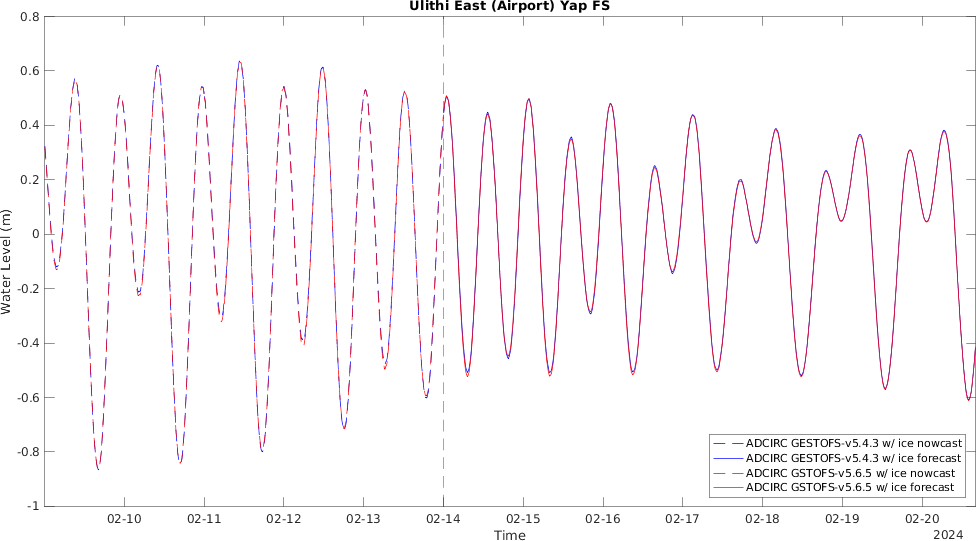 Ulithi East (Airport) Yap FS
0.8
0.6
0.4
0.2
0
-0.2
-0.4
-0.6
-0.8
-1
Water Level (m)
ADCIRC GESTOFS-v5.4.3 w/ ice nowcast
ADCIRC GESTOFS-v5.4.3 w/ ice forecast
ADCIRC GSTOFS-v5.6.5 w/ ice nowcast
ADCIRC GSTOFS-v5.6.5 w/ ice forecast
02-10 02-11 02-12 02-13 02-14 02-15 02-16 02-17 02-18 02-19 02-20
Time
2024